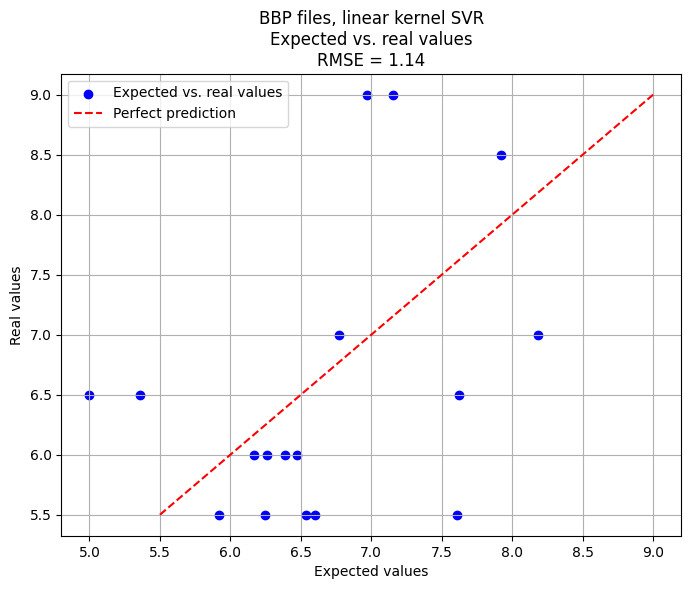 BBP files, linear kernel SVR
Expected vs. real values
RMSE = 1.14
Expected vs. real values
Perfect prediction
Real values
9.0
8.5
8.0
7.5
7.0
6.5
6.0
5.5
5.0 5.5 6.0 6.5 7.0 7.5 8.0 8.5 9.0
Expected values